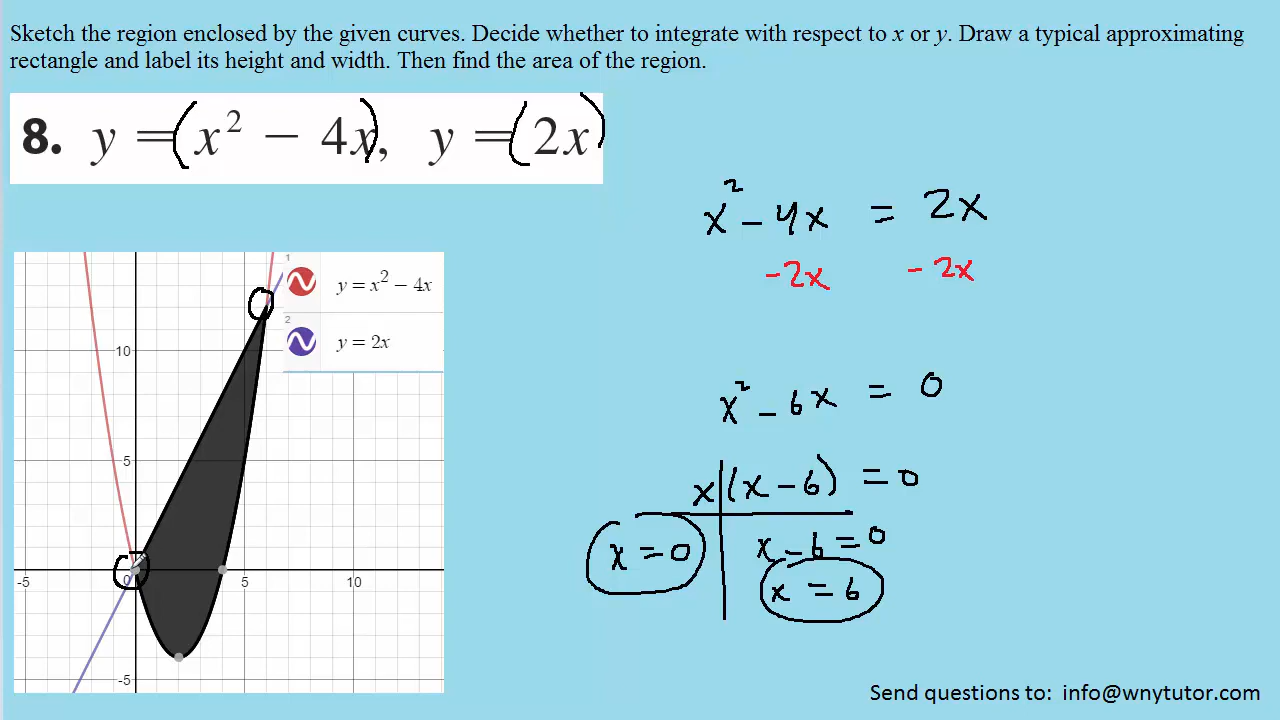 Sketch the region enclosed by the given curves. Decide whether to integrate with respect to x or y. Draw a typical approximating
rectangle and label its height and width. Then find the area of the region.
8. y = (x² − 4x), y = (2x)
x² − 4x = 2x
−2x −2x
x² − 6x = 0
x (x − 6) = 0
x = 0 x − 6 = 0
x = 6
1
y = x² − 4x
2
y = 2x
10
5
-5 0 5 10
-5
Send questions to: info@wnytutor.com